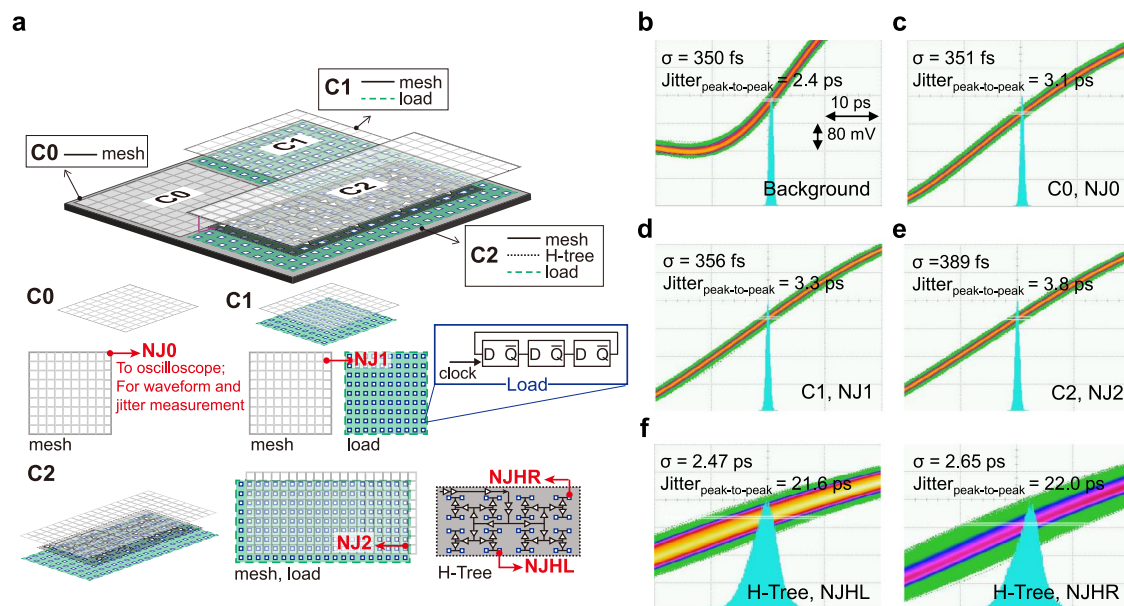 a
C1
mesh
load
C0
mesh
C1
C0
C2
C2
mesh
H-tree
load
C0
C1
NJ0
To oscilloscope;
For waveform and
jitter measurement
mesh
NJ1
mesh
load
D Q̅ D Q̅ D Q̅
clock
Load
C2
NJ2
mesh, load
NJHR
H-Tree
NJHL
b
σ = 350 fs
Jitterpeak-to-peak = 2.4 ps
10 ps
80 mV
Background
c
σ = 351 fs
Jitterpeak-to-peak = 3.1 ps
C0, NJ0
d
σ = 356 fs
Jitterpeak-to-peak = 3.3 ps
C1, NJ1
e
σ =389 fs
Jitterpeak-to-peak = 3.8 ps
C2, NJ2
f
σ = 2.47 ps
Jitterpeak-to-peak = 21.6 ps
H-Tree, NJHL
σ = 2.65 ps
Jitterpeak-to-peak = 22.0 ps
H-Tree, NJHR